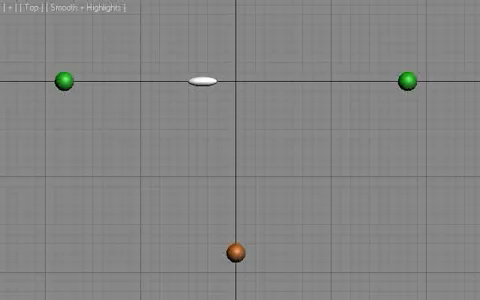 [ + ] [ Top ] [ Smooth + Highlights ]